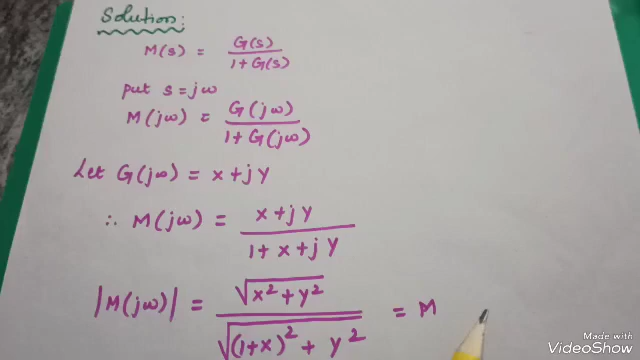 Solution:
M(s) = G(s) / 1+G(s)
put s=jω
M(jω) = G(jω) / 1+G(jω)
Let G(jω) = x+jy
∴ M(jω) = x+jy / 1+x+jy
|M(jω)| = √x²+y² / √(1+x)²+y² = M
Made with
VideoShow